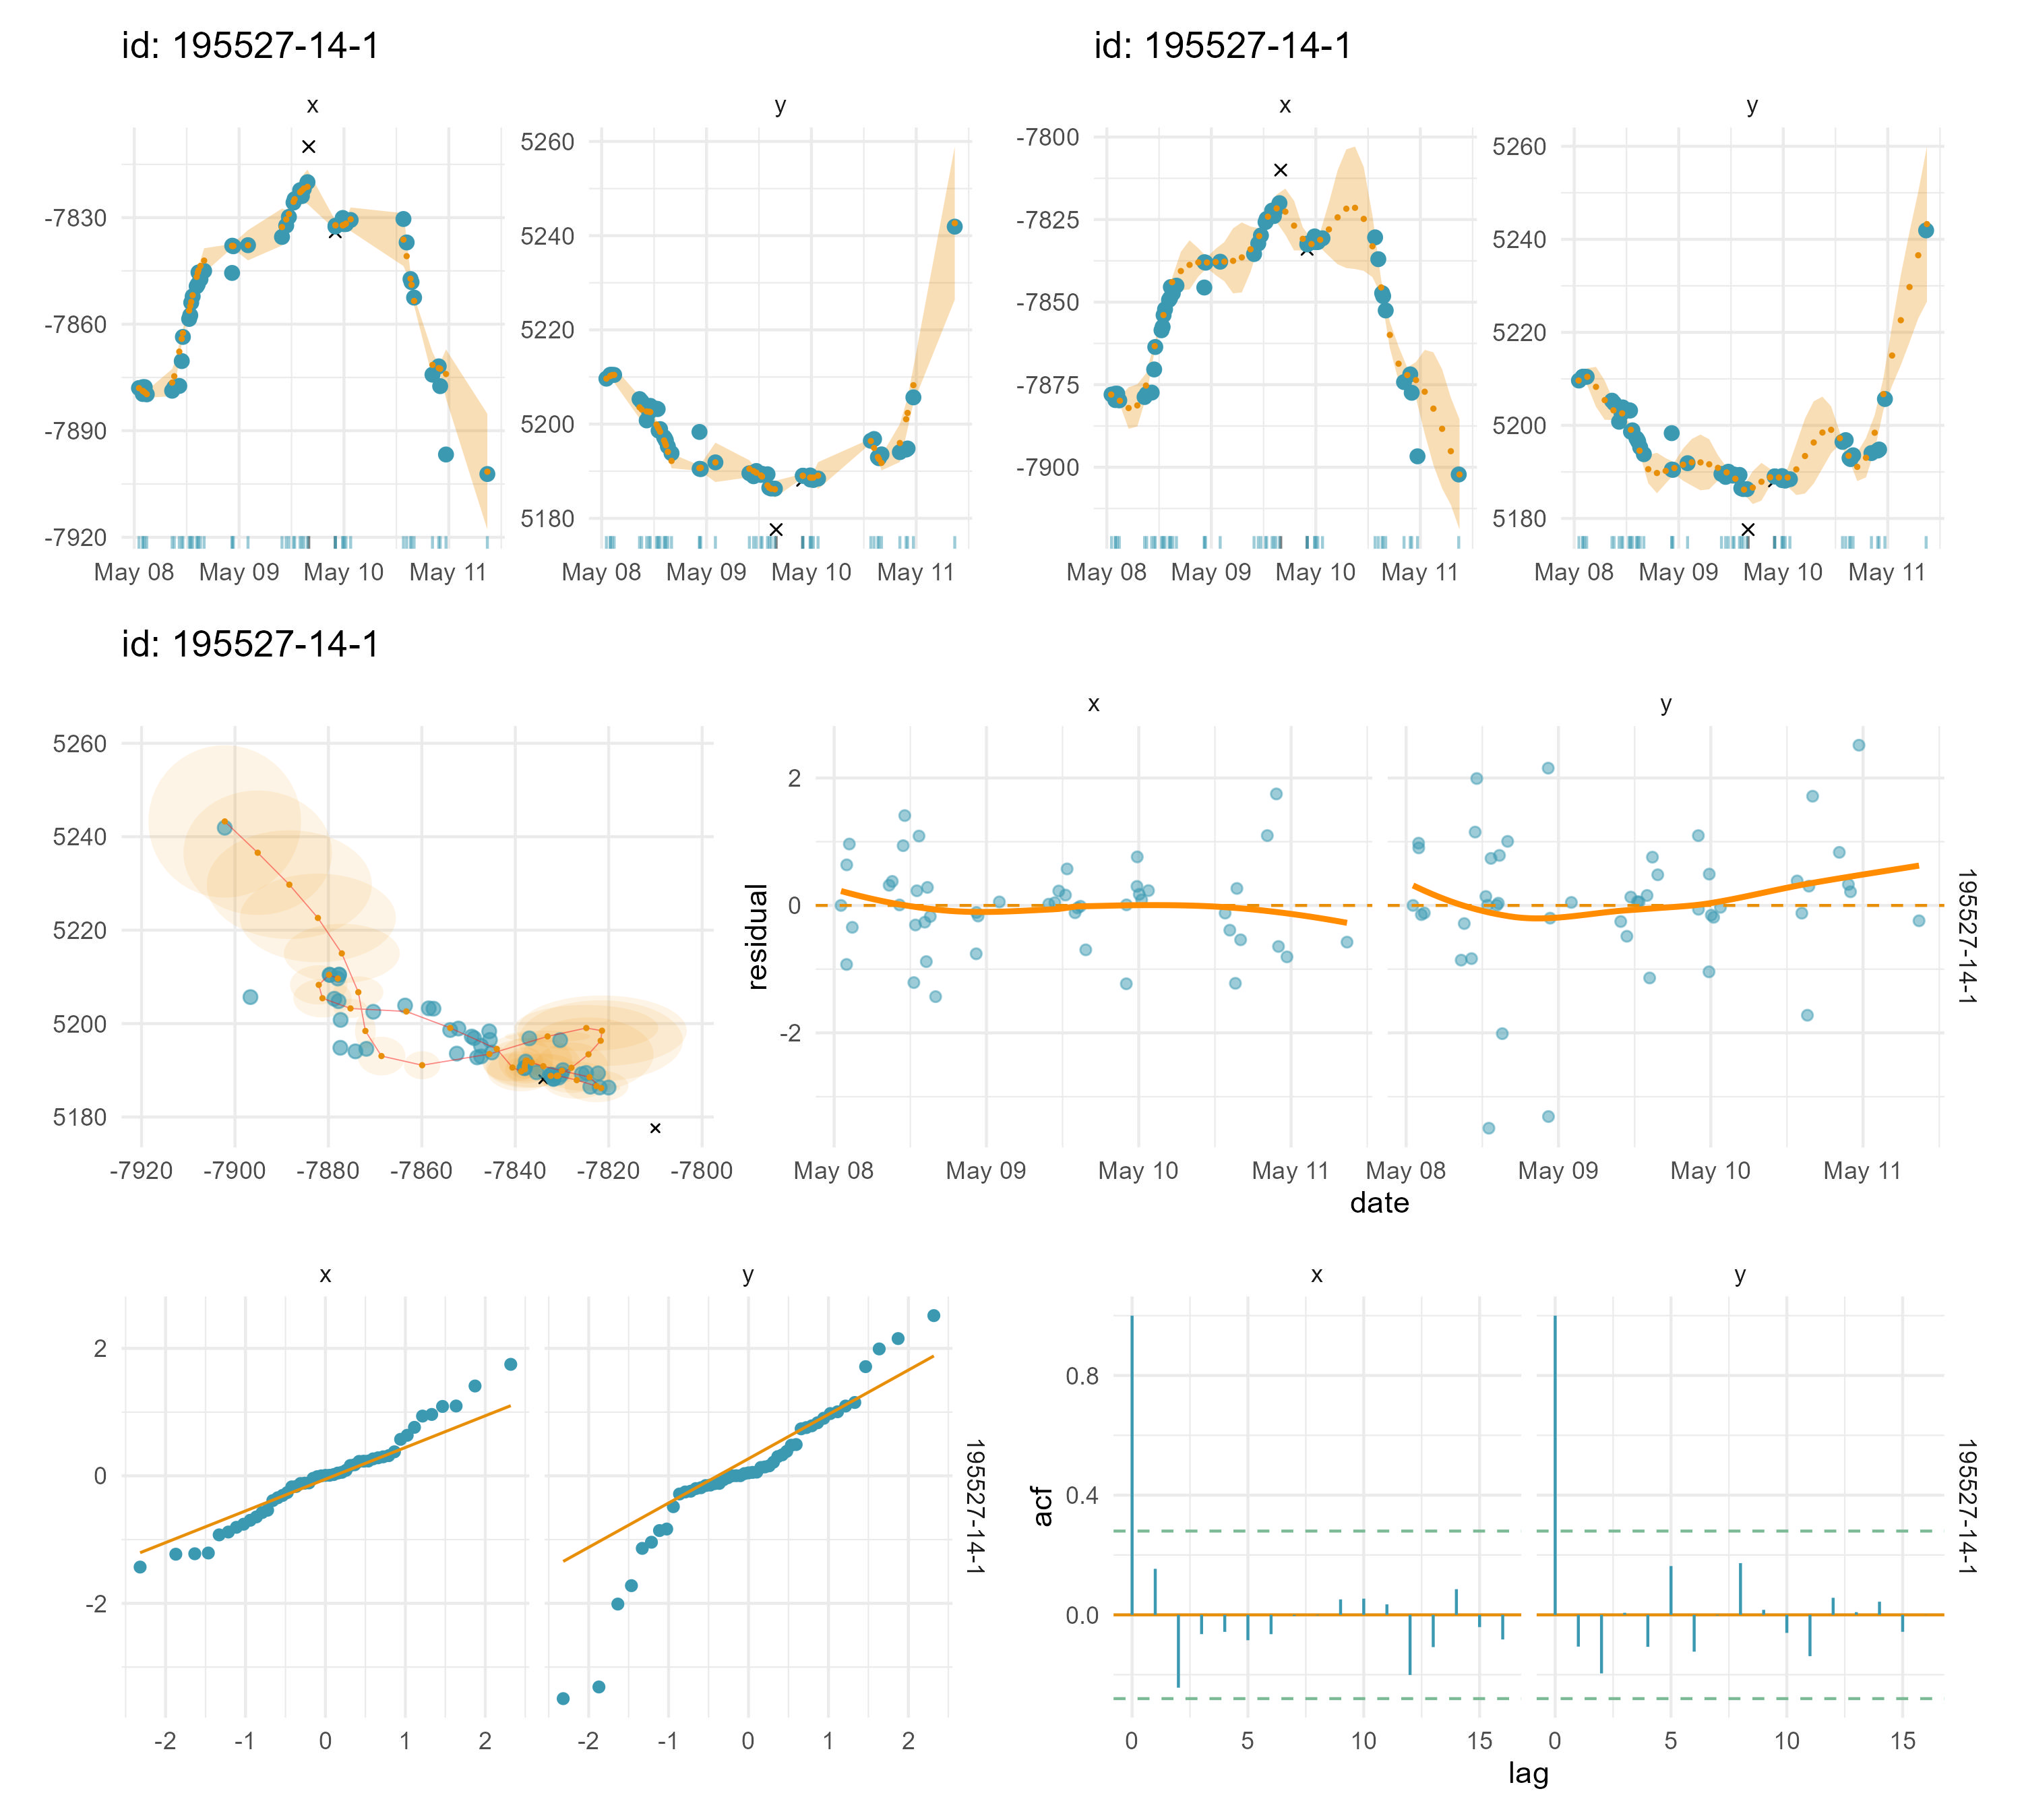 id: 195527-14-1
id: 195527-14-1
x
y
x
y
-7830
-7860
-7890
-7920
5260
5240
5220
5200
5180
-7800
-7825
-7850
-7875
-7900
5260
5240
5220
5200
5180
May 08 May 09 May 10 May 11
May 08 May 09 May 10 May 11
May 08 May 09 May 10 May 11
May 08 May 09 May 10 May 11
id: 195527-14-1
5260
5240
5220
5200
5180
-7920 -7900 -7880 -7860 -7840 -7820 -7800
x
y
residual
2
0
-2
195527-14-1
May 08 May 09 May 10 May 11
May 08 May 09 May 10 May 11
date
x
y
2
0
-2
195527-14-1
-2 -1 0 1 2
-2 -1 0 1 2
x
y
acf
0.8
0.4
0.0
195527-14-1
0 5 10 15
0 5 10 15
lag